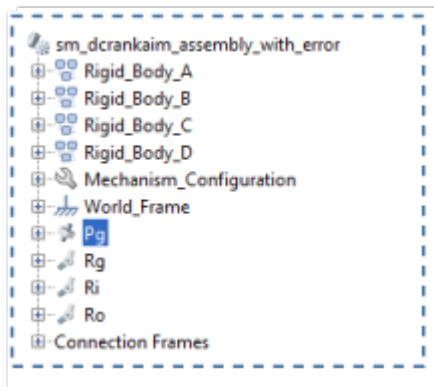 sm_dcrankaim_assembly_with_error
Rigid_Body_A
Rigid_Body_B
Rigid_Body_C
Rigid_Body_D
Mechanism_Configuration
World_Frame
Pg
Rg
Ri
Ro
Connection Frames